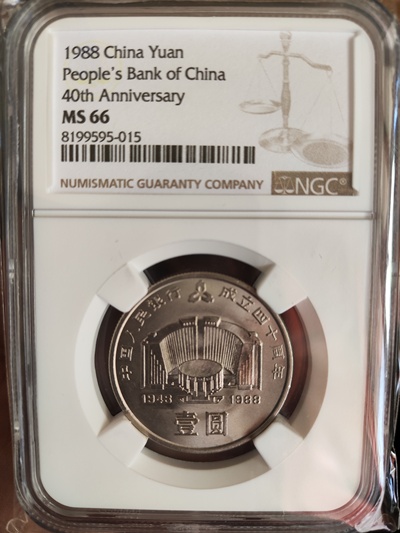 1988 China Yuan
People's Bank of China
40th Anniversary
MS 66
8199595-015
NUMISMATIC GUARANTY COMPANY NGC®
中国人民银行 成立四十周年
1948 1988
壹圆